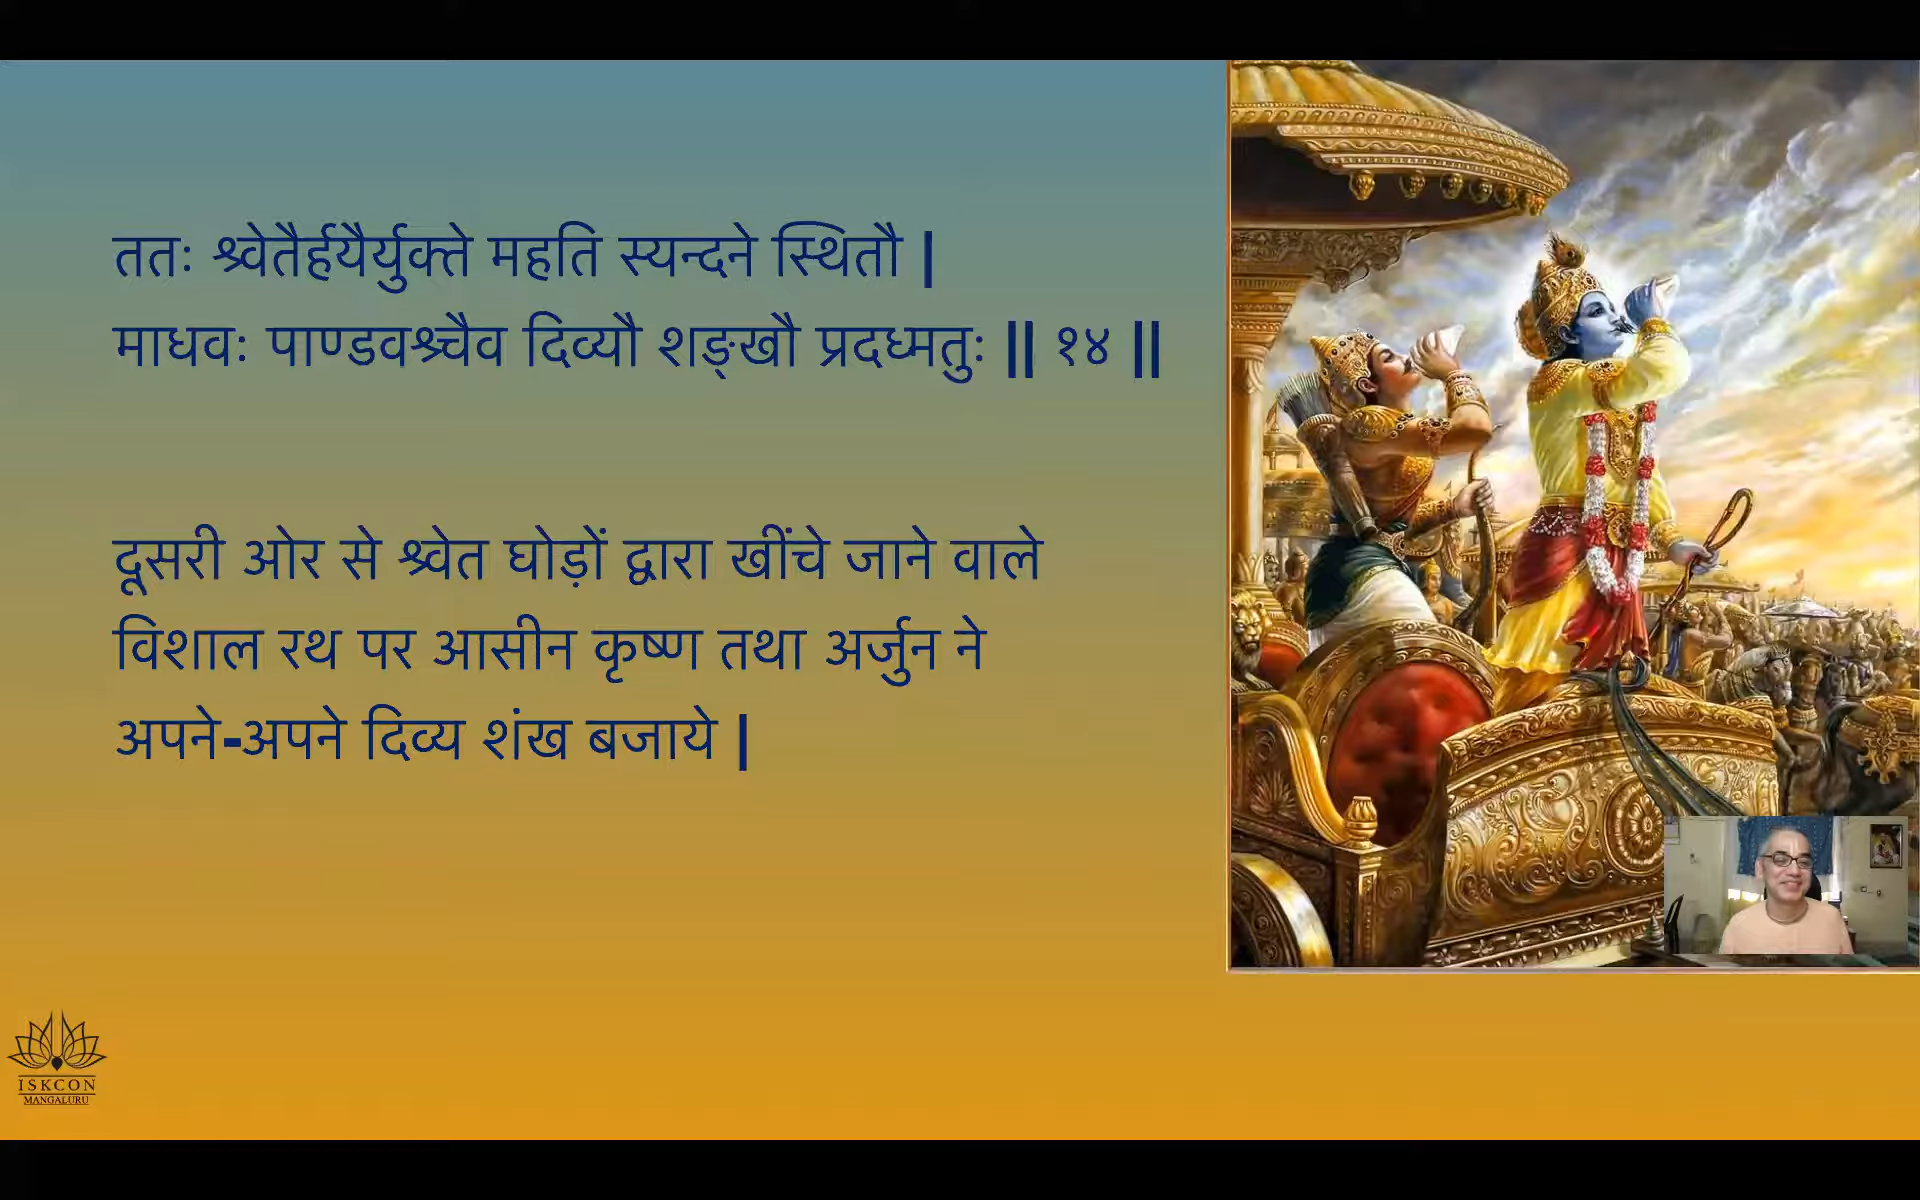 ततः श्वेतैर्हयैर्युक्ते महति स्यन्दने स्थितौ |
माधवः पाण्डवश्चैव दिव्यौ शङ्खौ प्रदध्मतुः || १४ ||
दूसरी ओर से श्वेत घोड़ों द्वारा खींचे जाने वाले
विशाल रथ पर आसीन कृष्ण तथा अर्जुन ने
अपने-अपने दिव्य शंख बजाये |
ISKCON
MANGALURU